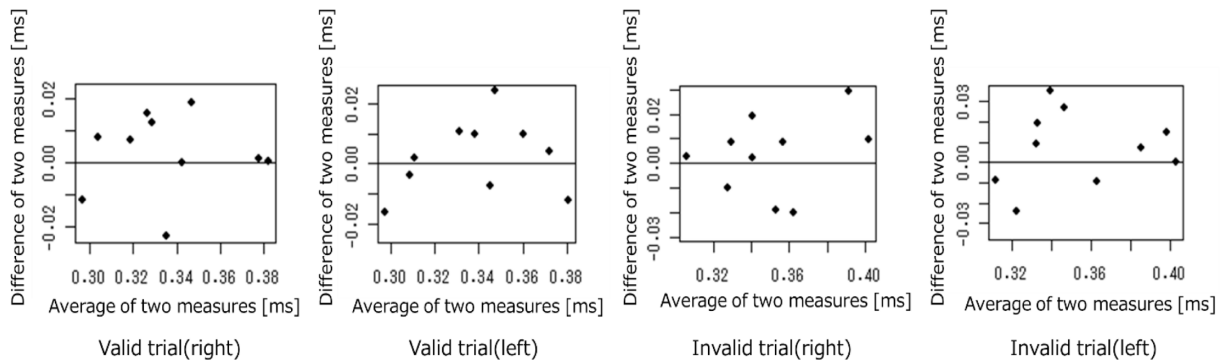 Difference of two measures [ms]
0.02
0.00
-0.02
0.30 0.32 0.34 0.36 0.38
Average of two measures [ms]
Valid trial(right)
Difference of two measures [ms]
0.02
0.00
-0.02
0.30 0.32 0.34 0.36 0.38
Average of two measures [ms]
Valid trial(left)
Difference of two measures [ms]
0.02
0.00
-0.03
0.32 0.36 0.40
Average of two measures [ms]
Invalid trial(right)
Difference of two measures [ms]
0.03
0.00
-0.03
0.32 0.36 0.40
Average of two measures [ms]
Invalid trial(left)